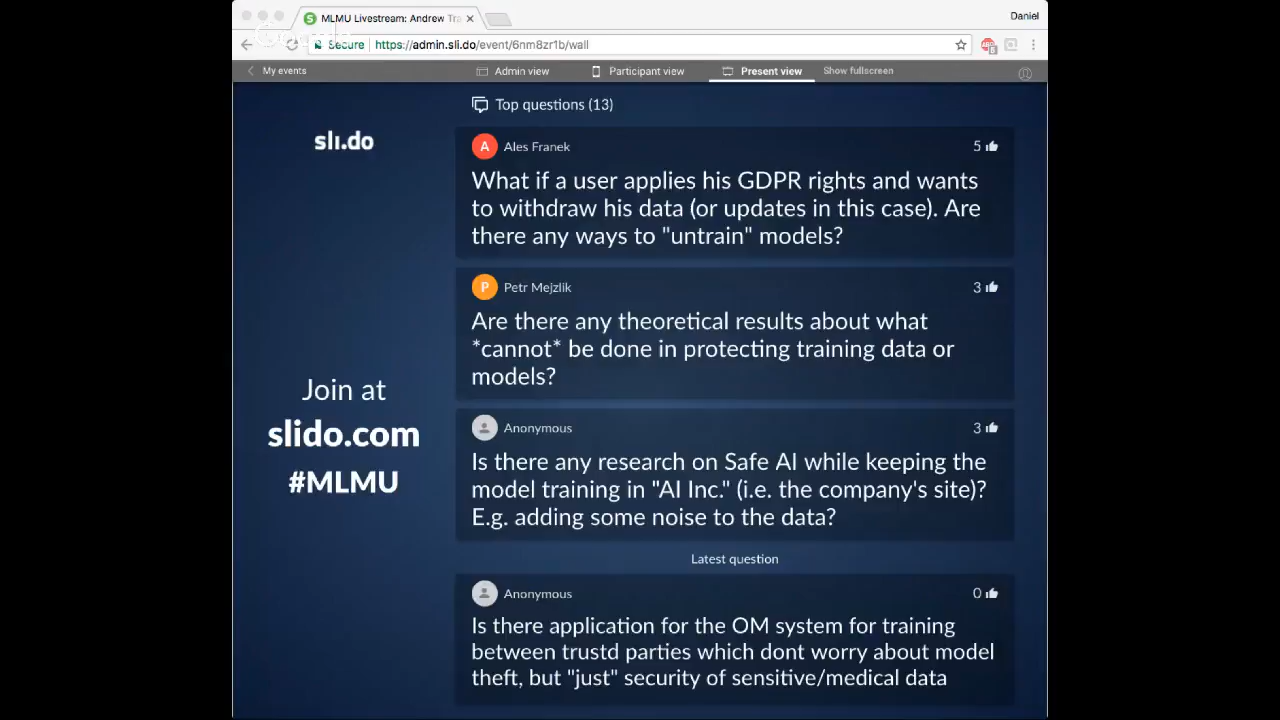 MLMU Livestream: Andrew Tra
Daniel
Secure https://admin.sli.do/event/6nm8zr1b/wall
My events
Admin view
Participant view
Present view
Show fullscreen
Top questions (13)
sli.do
A Ales Franek 5
What if a user applies his GDPR rights and wants
to withdraw his data (or updates in this case). Are
there any ways to "untrain" models?
P Petr Mejzlik 3
Are there any theoretical results about what
*cannot* be done in protecting training data or
models?
Join at
slido.com
#MLMU
Anonymous 3
Is there any research on Safe AI while keeping the
model training in "AI Inc." (i.e. the company's site)?
E.g. adding some noise to the data?
Latest question
Anonymous 0
Is there application for the OM system for training
between trustd parties which dont worry about model
theft, but "just" security of sensitive/medical data